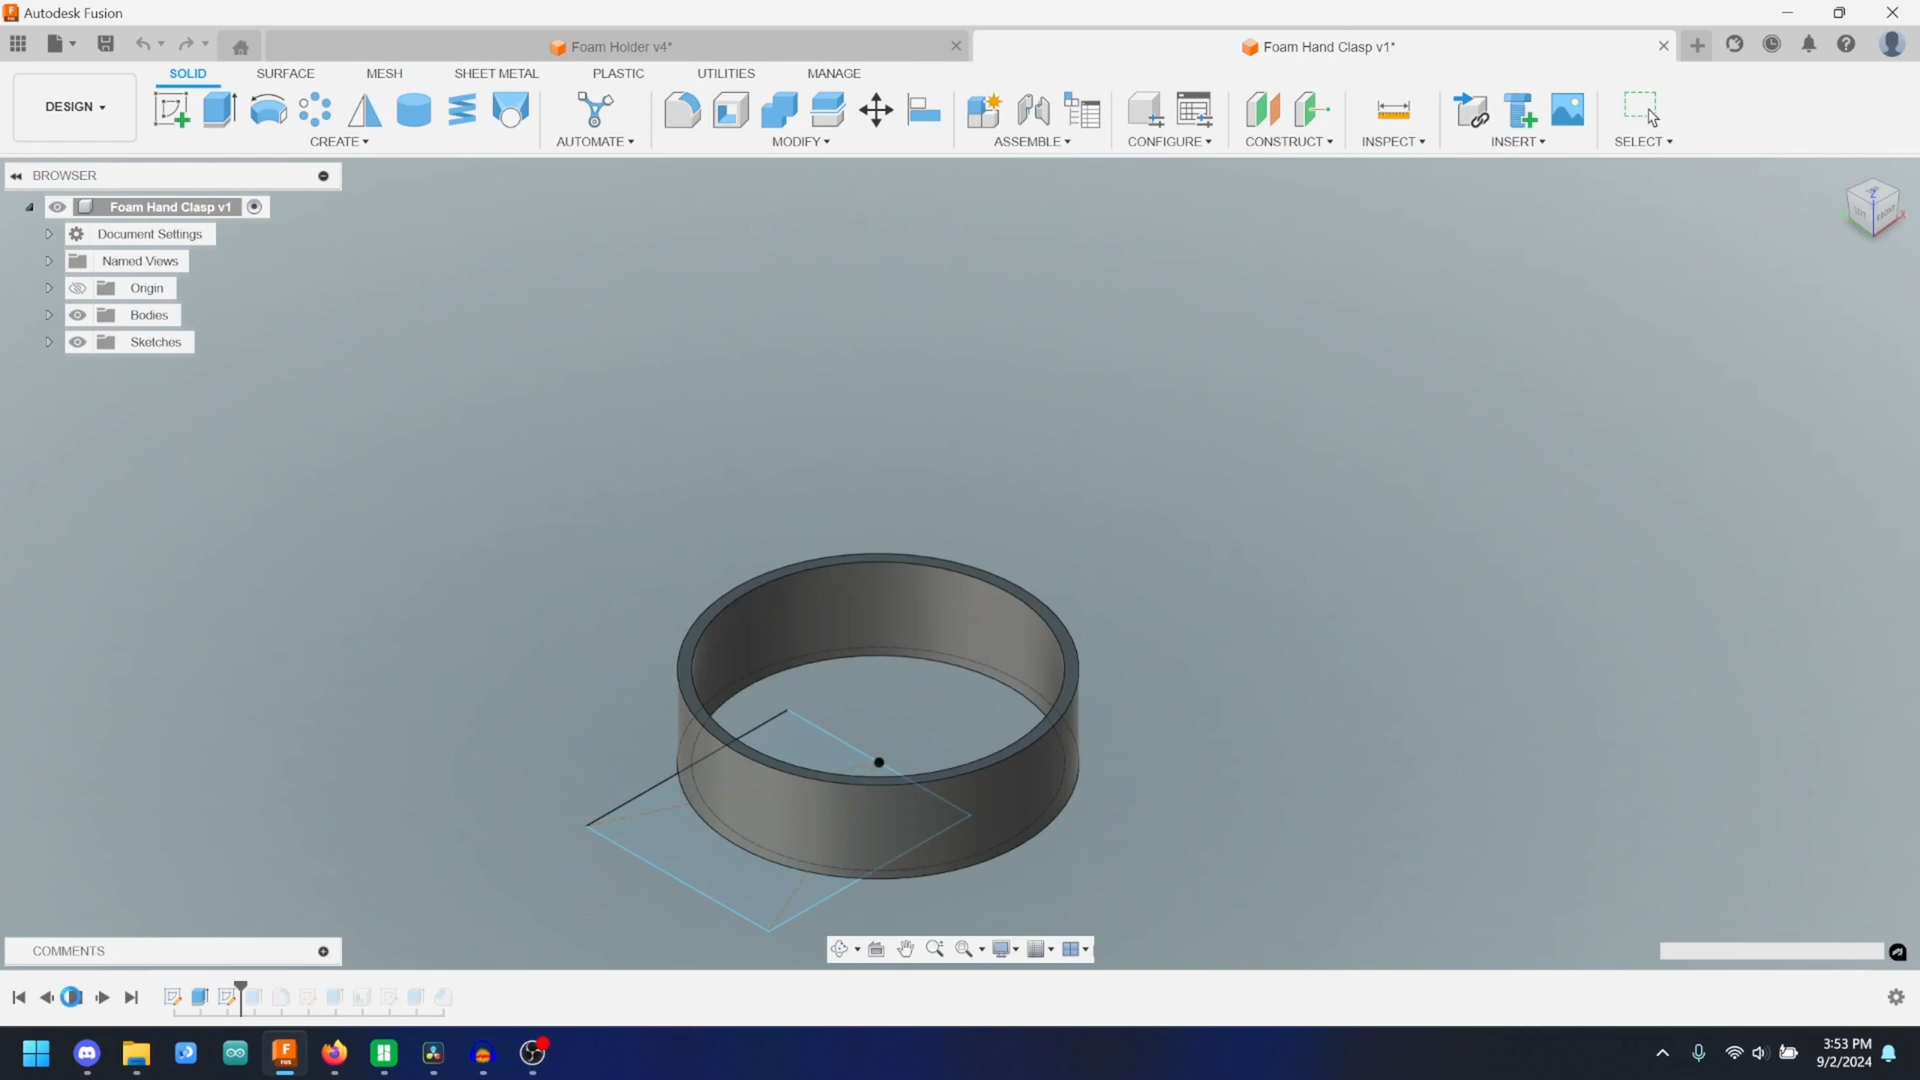 Autodesk Fusion
Foam Holder v4*
Foam Hand Clasp v1*
DESIGN
SOLID
SURFACE
MESH
SHEET METAL
PLASTIC
UTILITIES
MANAGE
CREATE
AUTOMATE
MODIFY
ASSEMBLE
CONFIGURE
CONSTRUCT
INSPECT
INSERT
SELECT
BROWSER
Foam Hand Clasp v1
Document Settings
Named Views
Origin
Bodies
Sketches
Z
LEFT
FRONT
X
COMMENTS
3:53 PM
9/2/2024